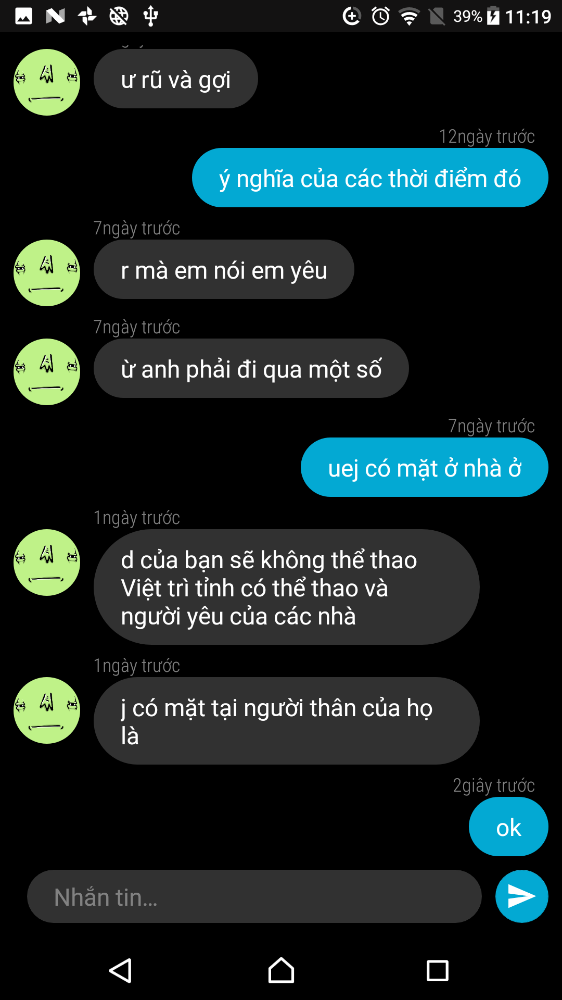 39% 11:19
ư rũ và gợi
12ngày trước
ý nghĩa của các thời điểm đó
7ngày trước
r mà em nói em yêu
7ngày trước
ừ anh phải đi qua một số
7ngày trước
uej có mặt ở nhà ở
1ngày trước
d của bạn sẽ không thể thao
Việt trì tỉnh có thể thao và
người yêu của các nhà
1ngày trước
j có mặt tại người thân của họ
là
2giây trước
ok
Nhắn tin...